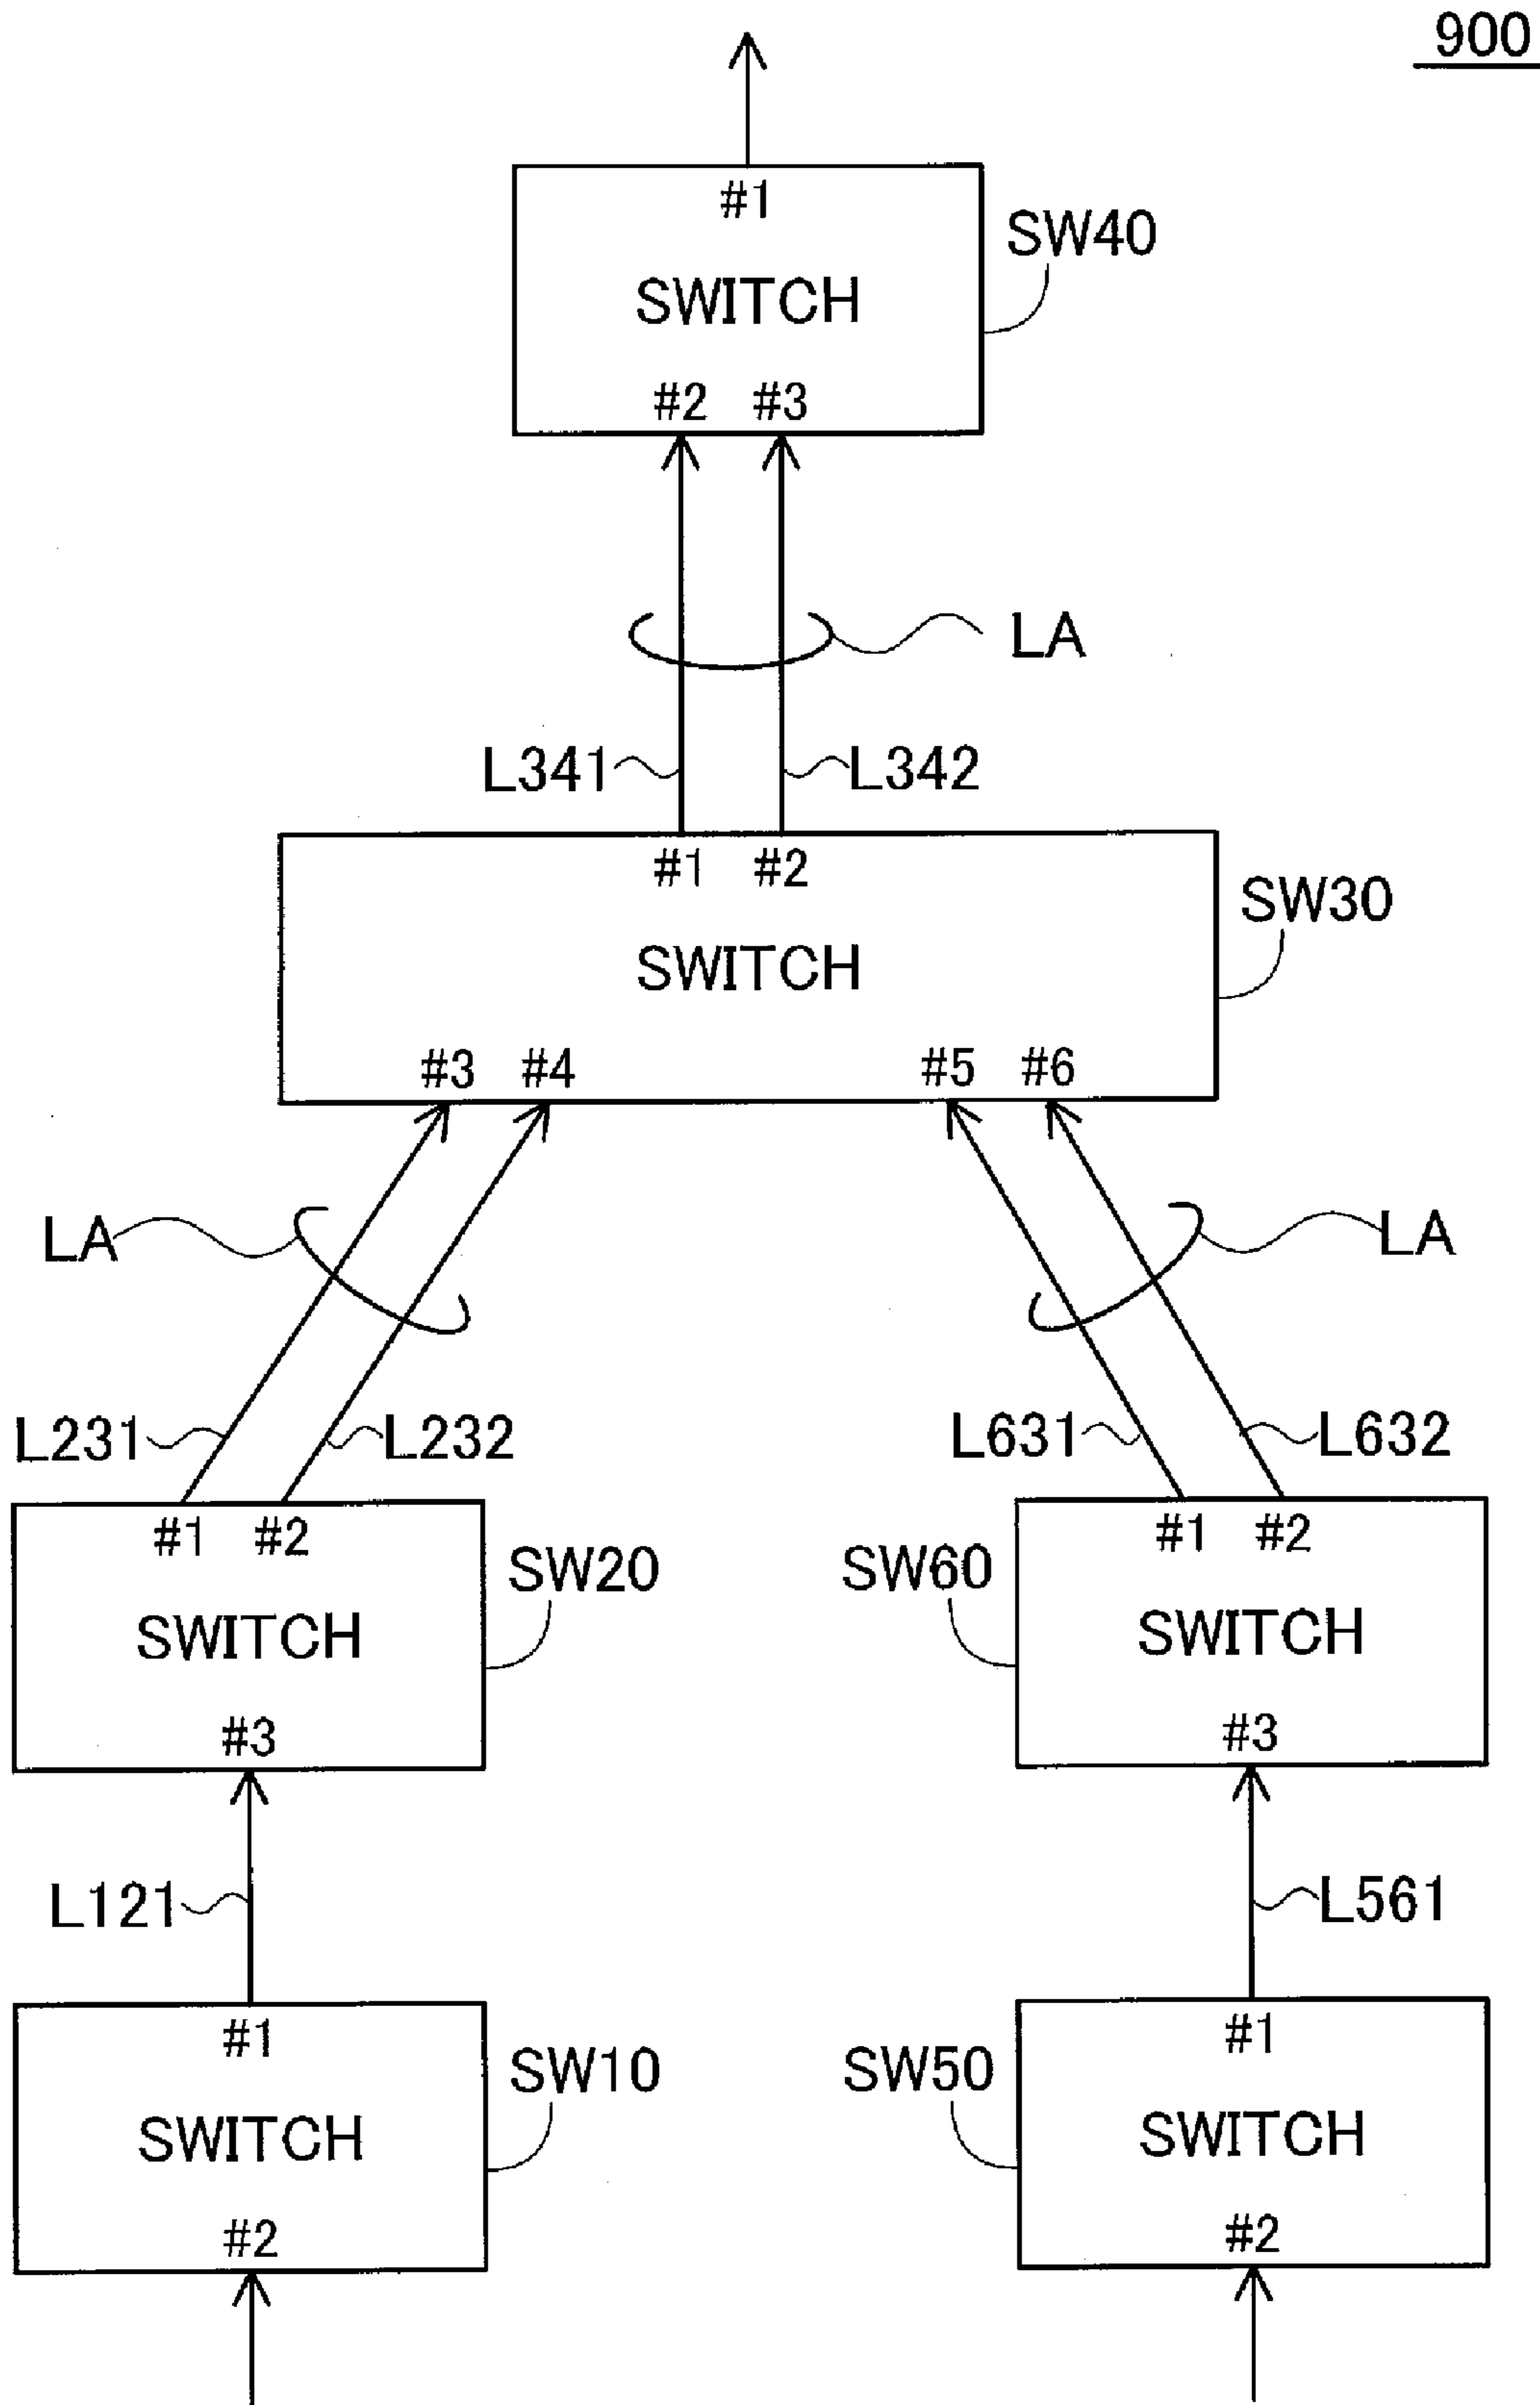 900
#1
SW40
SWITCH
#2 #3
LA
L341 L342
#1 #2
SW30
SWITCH
#3 #4 #5 #6
LA LA
L231 L232 L631 L632
#1 #2 #1 #2
SW20 SW60
SWITCH SWITCH
#3 #3
L121 L561
#1 #1
SW10 SW50
SWITCH SWITCH
#2 #2